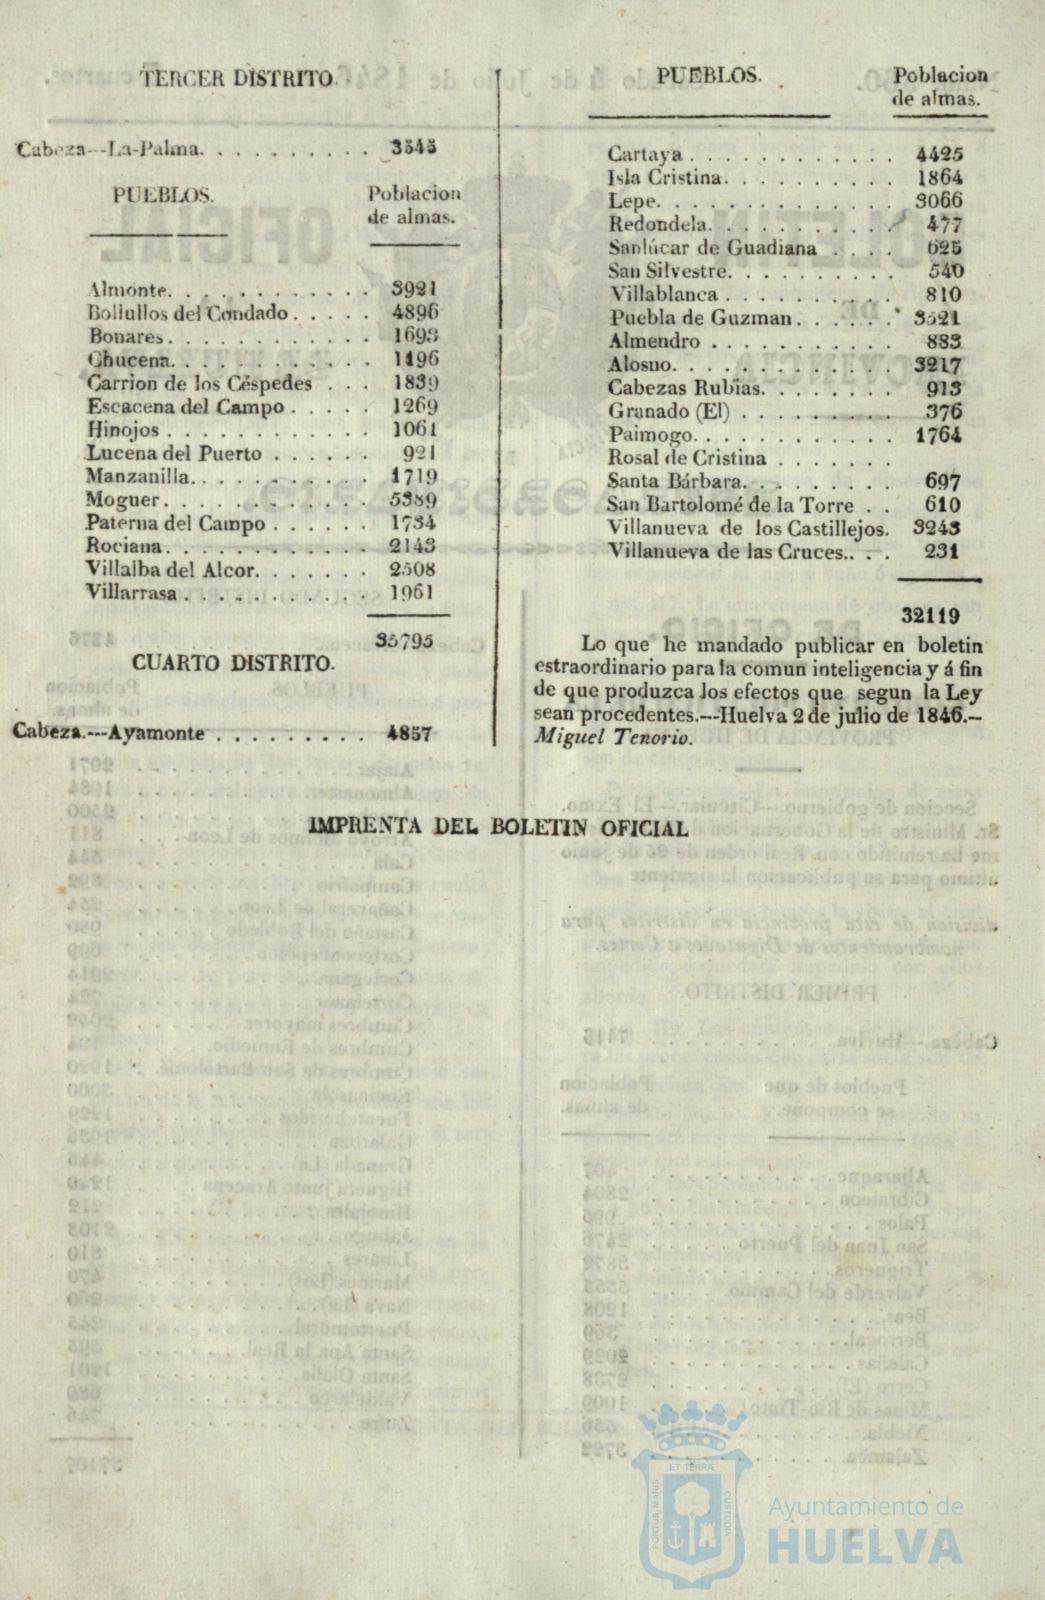 TERCER DISTRITO.
Cabeza---La-Palma. . . . . . . . . . 3545
PUEBLOS. Poblacion
de almas.
Almonte. . . . . . . . . . . . 3921
Bollullos del Condado . . . . . 4896
Bonares . . . . . . . . . . . . 1693
Chucena. . . . . . . . . . . . 1196
Carrion de los Céspedes . . . 1839
Escacena del Campo . . . . . 1269
Hinojos . . . . . . . . . . . . 1061
Lucena del Puerto . . . . . . 921
Manzanilla. . . . . . . . . . . 1719
Moguer. . . . . . . . . . . . . 5389
Paterna del Campo . . . . . . 1734
Rociana. . . . . . . . . . . . . 2143
Villalba del Alcor. . . . . . . 2508
Villarrasa . . . . . . . . . . . 1961
35795
CUARTO DISTRITO.
Cabeza.---Ayamonte . . . . . . . . . 4857
PUEBLOS. Poblacion
de almas.
Cartaya . . . . . . . . . . . . 4425
Isla Cristina. . . . . . . . . . 1864
Lepe. . . . . . . . . . . . . . 3066
Redondela. . . . . . . . . . . 477
Sanlúcar de Guadiana . . . . 625
San Silvestre. . . . . . . . . . 540
Villablanca . . . . . . . . . . 810
Puebla de Guzman . . . . . . 3521
Almendro . . . . . . . . . . . 883
Alosno. . . . . . . . . . . . . 3217
Cabezas Rubias. . . . . . . . 913
Granado (El) . . . . . . . . . 376
Paimogo. . . . . . . . . . . . 1764
Rosal de Cristina . . . . . . .
Santa Bárbara. . . . . . . . . 697
San Bartolomé de la Torre . . 610
Villanueva de los Castillejos. 3243
Villanueva de las Cruces.. . . 231
32119
Lo que he mandado publicar en boletin
estraordinario para la comun inteligencia y á fin
de que produzca los efectos que segun la Ley
sean procedentes.---Huelva 2 de julio de 1846.–
Miguel Tenorio.
IMPRENTA DEL BOLETIN OFICIAL
ET TERRÆ
PORTUS MARIS
CUSTODIA
Ayuntamiento de
HUELVA